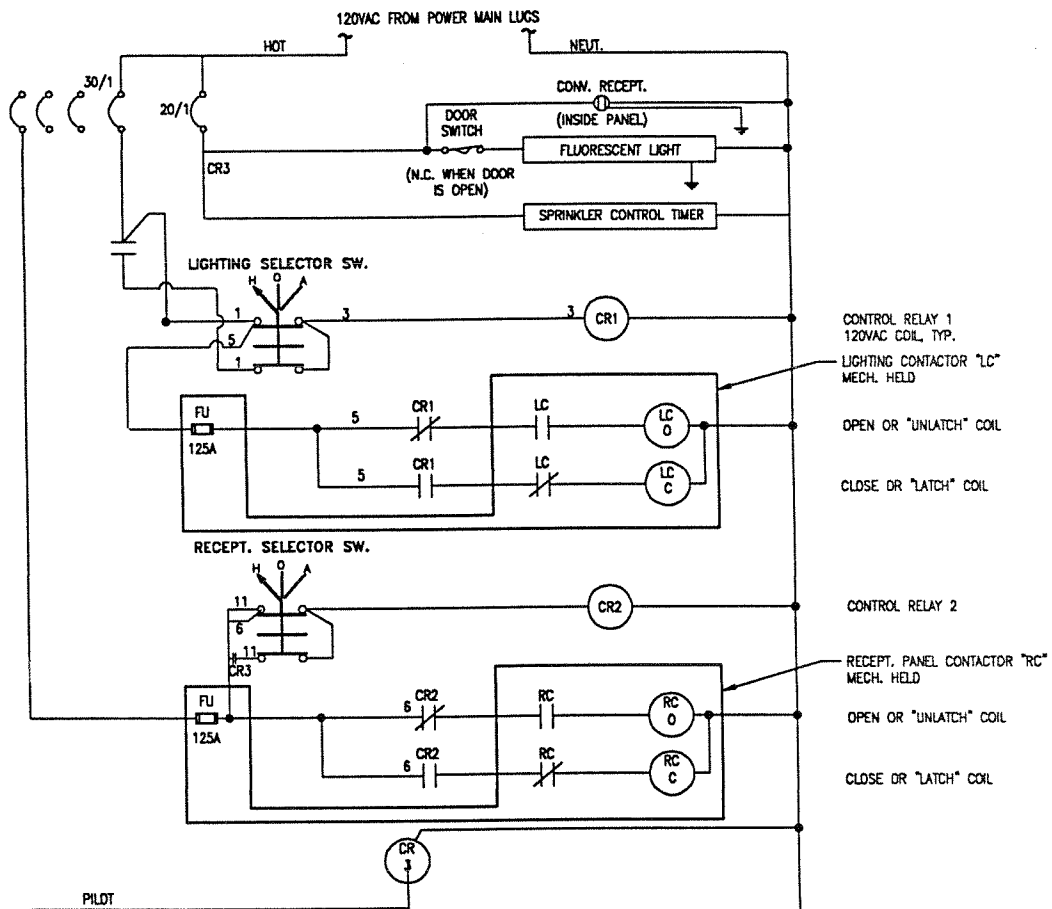 120VAC FROM POWER MAIN LUGS
HOT
NEUT.
30/1
20/1
CONV. RECEPT.
(INSIDE PANEL)
DOOR
SWITCH
FLUORESCENT LIGHT
CR3
(N.C. WHEN DOOR
IS OPEN)
SPRINKLER CONTROL TIMER
LIGHTING SELECTOR SW.
H O A
1
3
3
CR1
5
1
CONTROL RELAY 1
120VAC COIL, TYP.
LIGHTING CONTACTOR "LC"
MECH. HELD
FU
125A
5
CR1
LC
LC
O
OPEN OR "UNLATCH" COIL
5
CR1
LC
LC
C
CLOSE OR "LATCH" COIL
RECEPT. SELECTOR SW.
H O A
11
6
CR2
CONTROL RELAY 2
11
CR3
RECEPT. PANEL CONTACTOR "RC"
MECH. HELD
FU
125A
6
CR2
RC
RC
O
OPEN OR "UNLATCH" COIL
6
CR2
RC
RC
C
CLOSE OR "LATCH" COIL
CR
3
PILOT